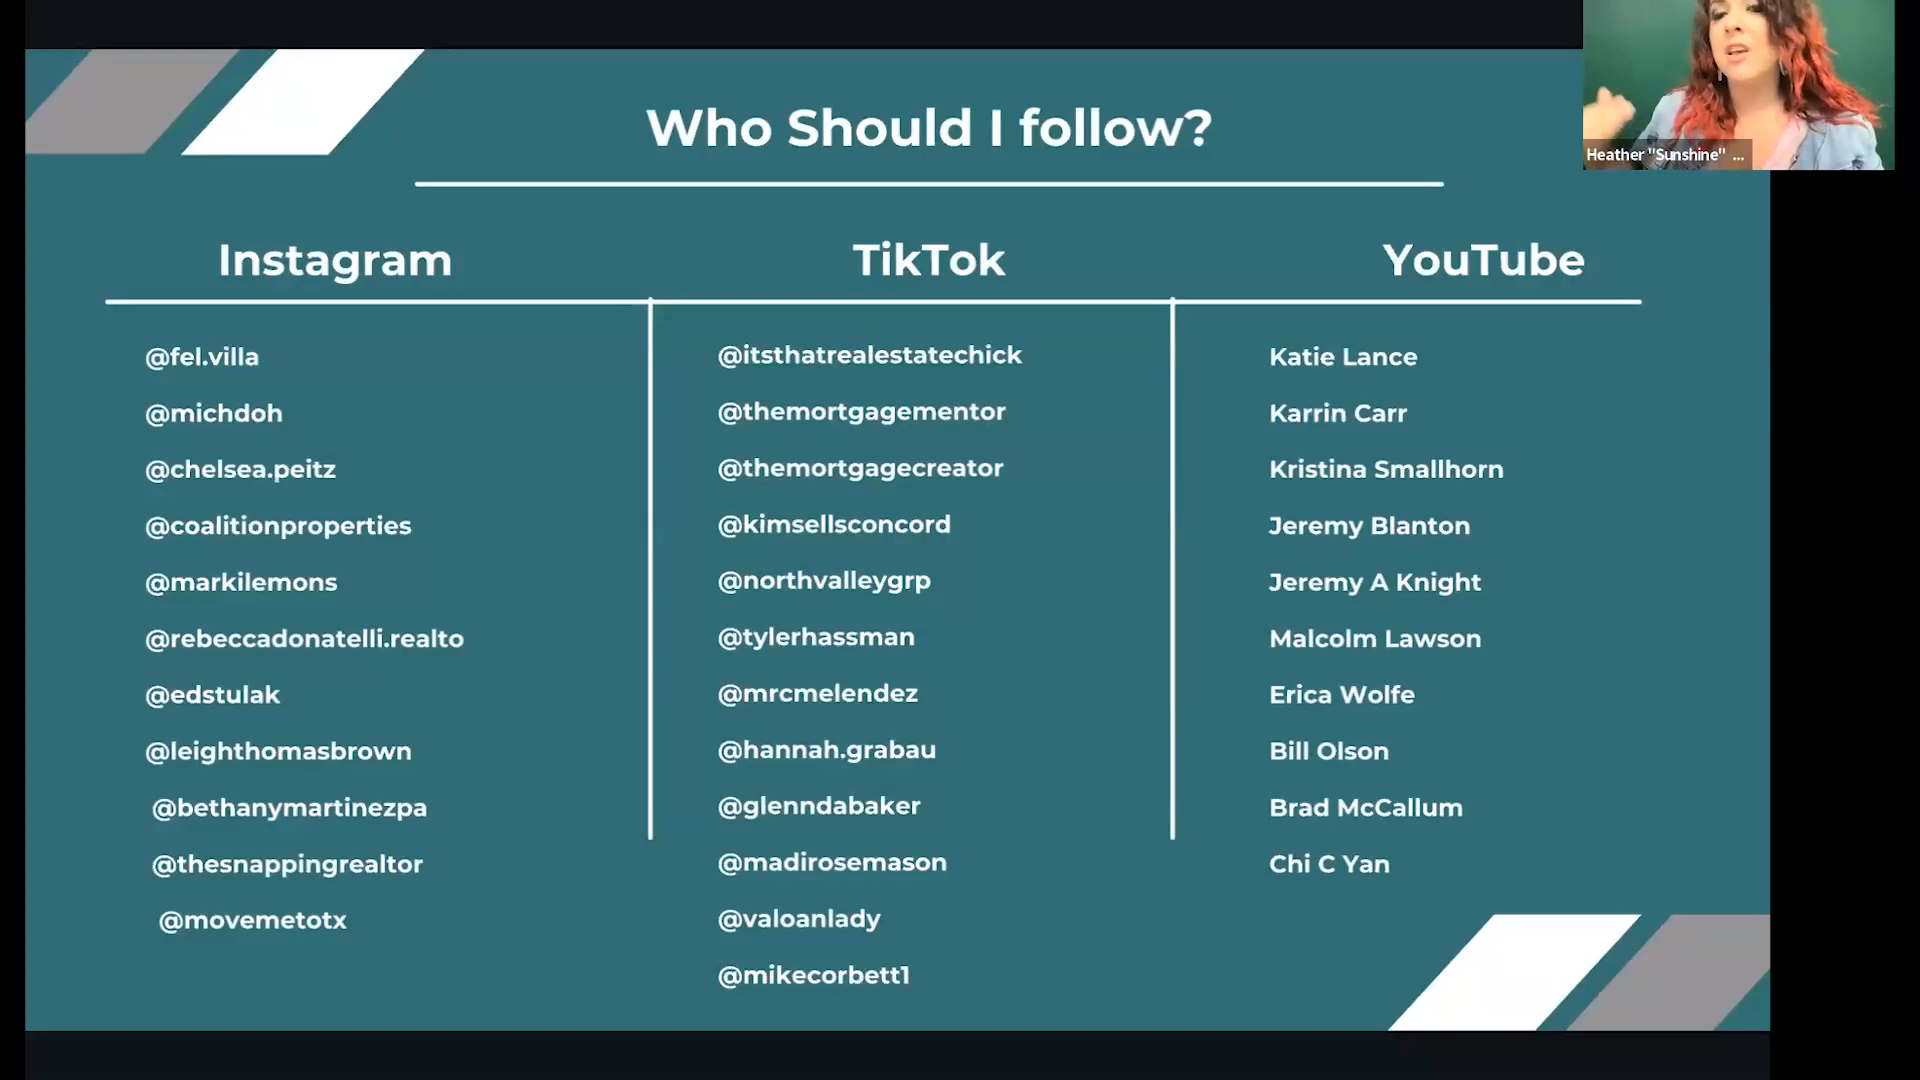 Who Should I follow?
Heather "Sunshine" ...
Instagram
@fel.villa
@michdoh
@chelsea.peitz
@coalitionproperties
@markilemons
@rebeccadonatelli.realto
@edstulak
@leighthomasbrown
@bethanymartinezpa
@thesnappingrealtor
@movemetotx
TikTok
@itsthatrealestatechick
@themortgagementor
@themortgagecreator
@kimsellsconcord
@northvalleygrp
@tylerhassman
@mrcmelendez
@hannah.grabau
@glenndabaker
@madirosemason
@valoanlady
@mikecorbett1
YouTube
Katie Lance
Karrin Carr
Kristina Smallhorn
Jeremy Blanton
Jeremy A Knight
Malcolm Lawson
Erica Wolfe
Bill Olson
Brad McCallum
Chi C Yan